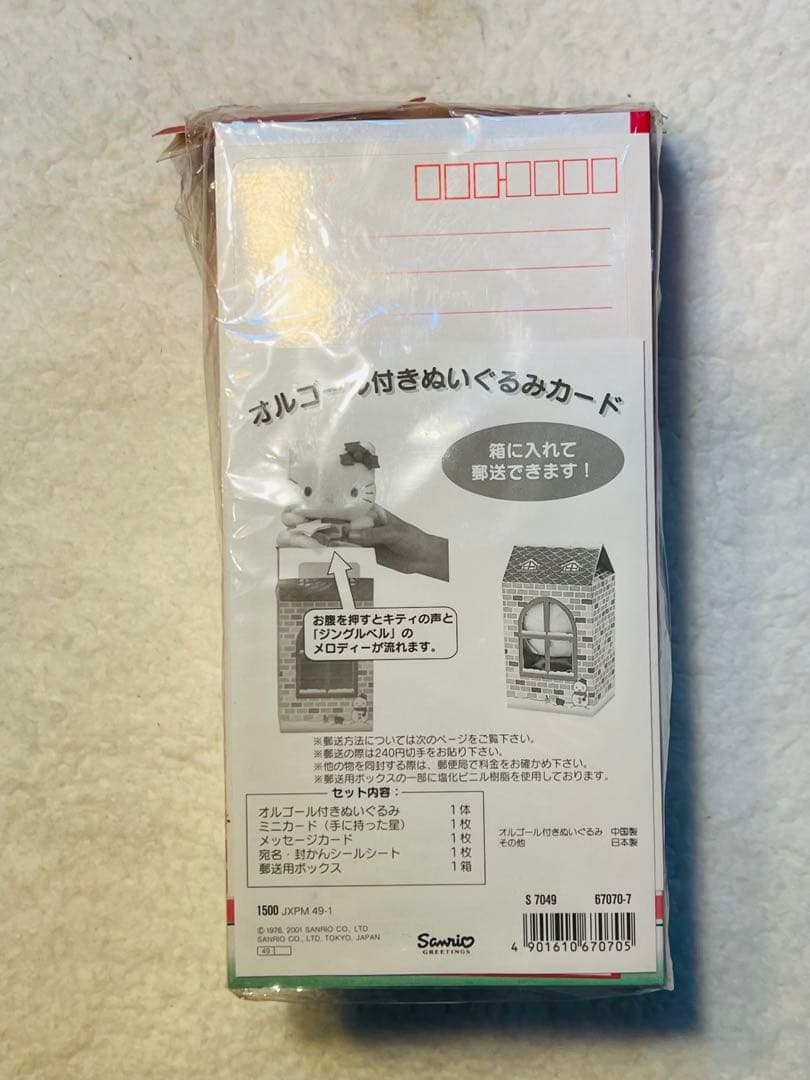 オルゴール付きぬいぐるみカード
箱に入れて
郵送できます！
お腹を押すとキティの声と
「ジングルベル」の
メロディーが流れます。
※郵送方法については次のページをご覧下さい。
※郵送の際は240円切手をお貼り下さい。
※他の物を同封する際は、郵便局で料金をお確かめ下さい。
※郵送用ボックスの一部に塩化ビニル樹脂を使用しております。
セット内容：
オルゴール付きぬいぐるみ 1体
ミニカード（手に持った星） 1枚
メッセージカード 1枚
宛名・封かんシールシート 1枚
郵送用ボックス 1箱
オルゴール付きぬいぐるみ 中国製
その他 日本製
S 7049 67070-7
1500 JXPM 49-1
© 1976, 2001 SANRIO CO., LTD.
SANRIO CO., LTD. TOKYO, JAPAN
49
Sanrio
GREETINGS
4 901610 670705